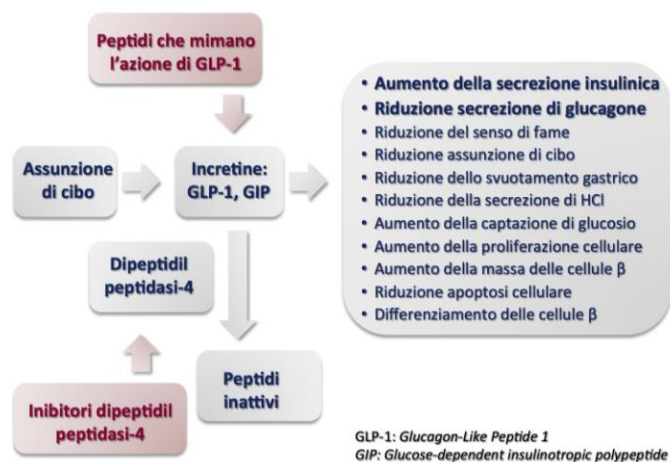 Peptidi che mimano
l'azione di GLP-1
Assunzione
di cibo
Incretine:
GLP-1, GIP
• Aumento della secrezione insulinica
• Riduzione secrezione di glucagone
• Riduzione del senso di fame
• Riduzione assunzione di cibo
• Riduzione dello svuotamento gastrico
• Riduzione della secrezione di HCl
• Aumento della captazione di glucosio
• Aumento della proliferazione cellulare
• Aumento della massa delle cellule β
• Riduzione apoptosi cellulare
• Differenziamento delle cellule β
Dipeptidil
peptidasi-4
Peptidi
inattivi
Inibitori dipeptidil
peptidasi-4
GLP-1: Glucagon-Like Peptide 1
GIP: Glucose-dependent insulinotropic polypeptide